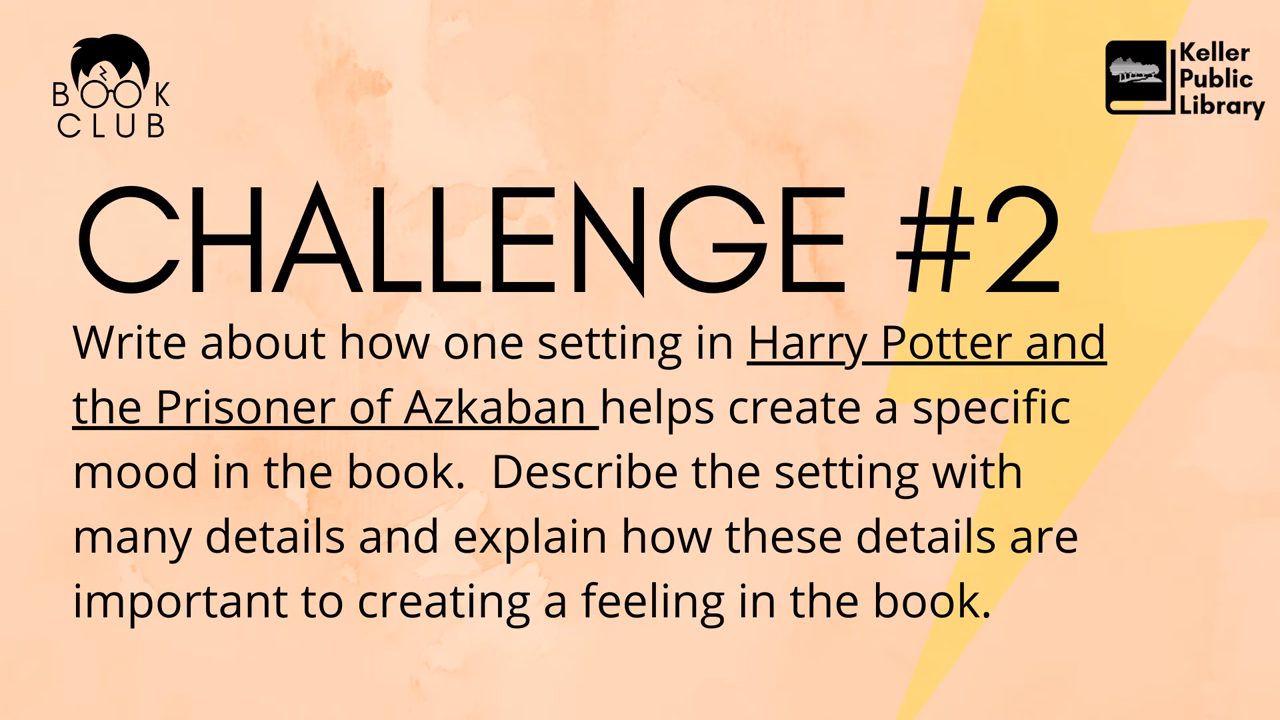 BOOK
CLUB
Keller
Public
Library
CHALLENGE #2
Write about how one setting in Harry Potter and
the Prisoner of Azkaban helps create a specific
mood in the book.  Describe the setting with
many details and explain how these details are
important to creating a feeling in the book.